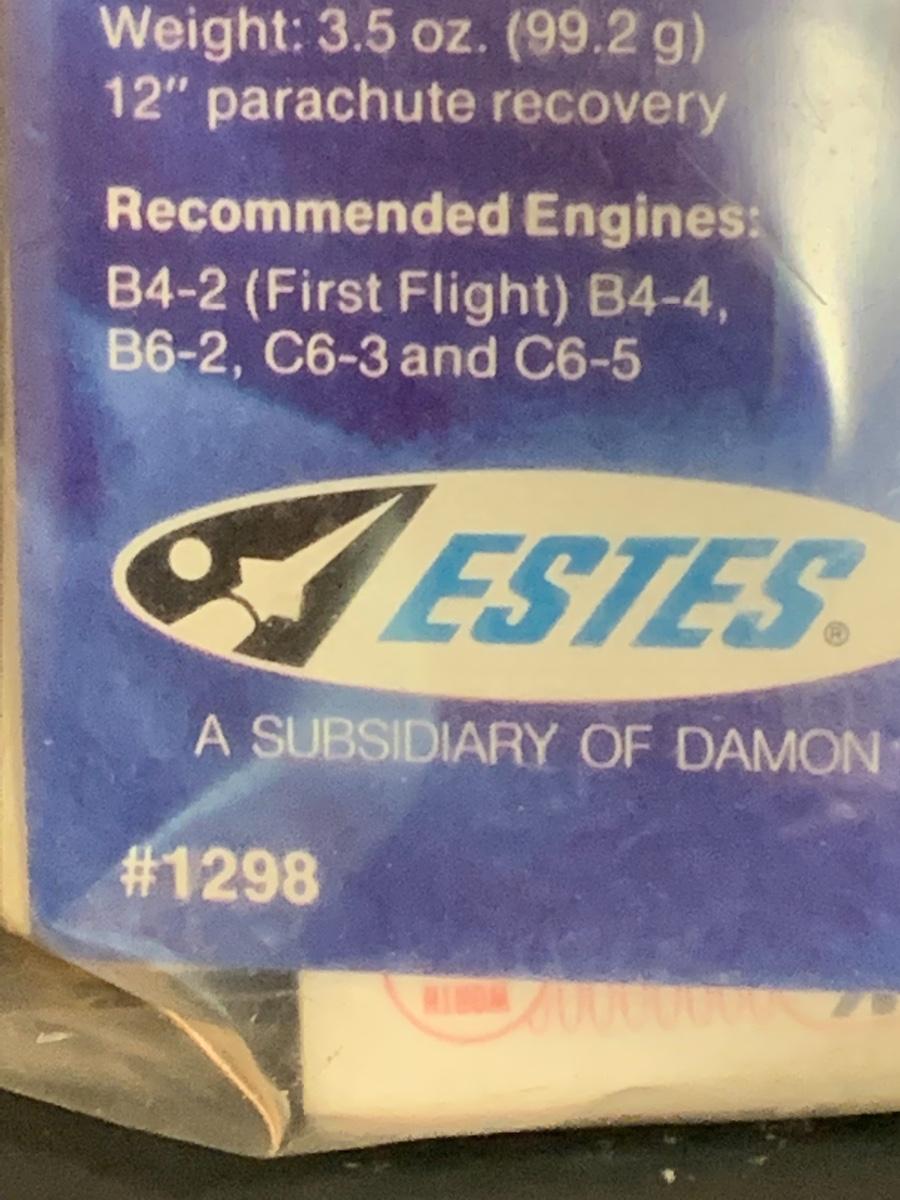 Weight: 3.5 oz. (99.2 g)
12" parachute recovery
Recommended Engines:
B4-2 (First Flight) B4-4,
B6-2, C6-3 and C6-5
ESTES®
A SUBSIDIARY OF DAMON
#1298